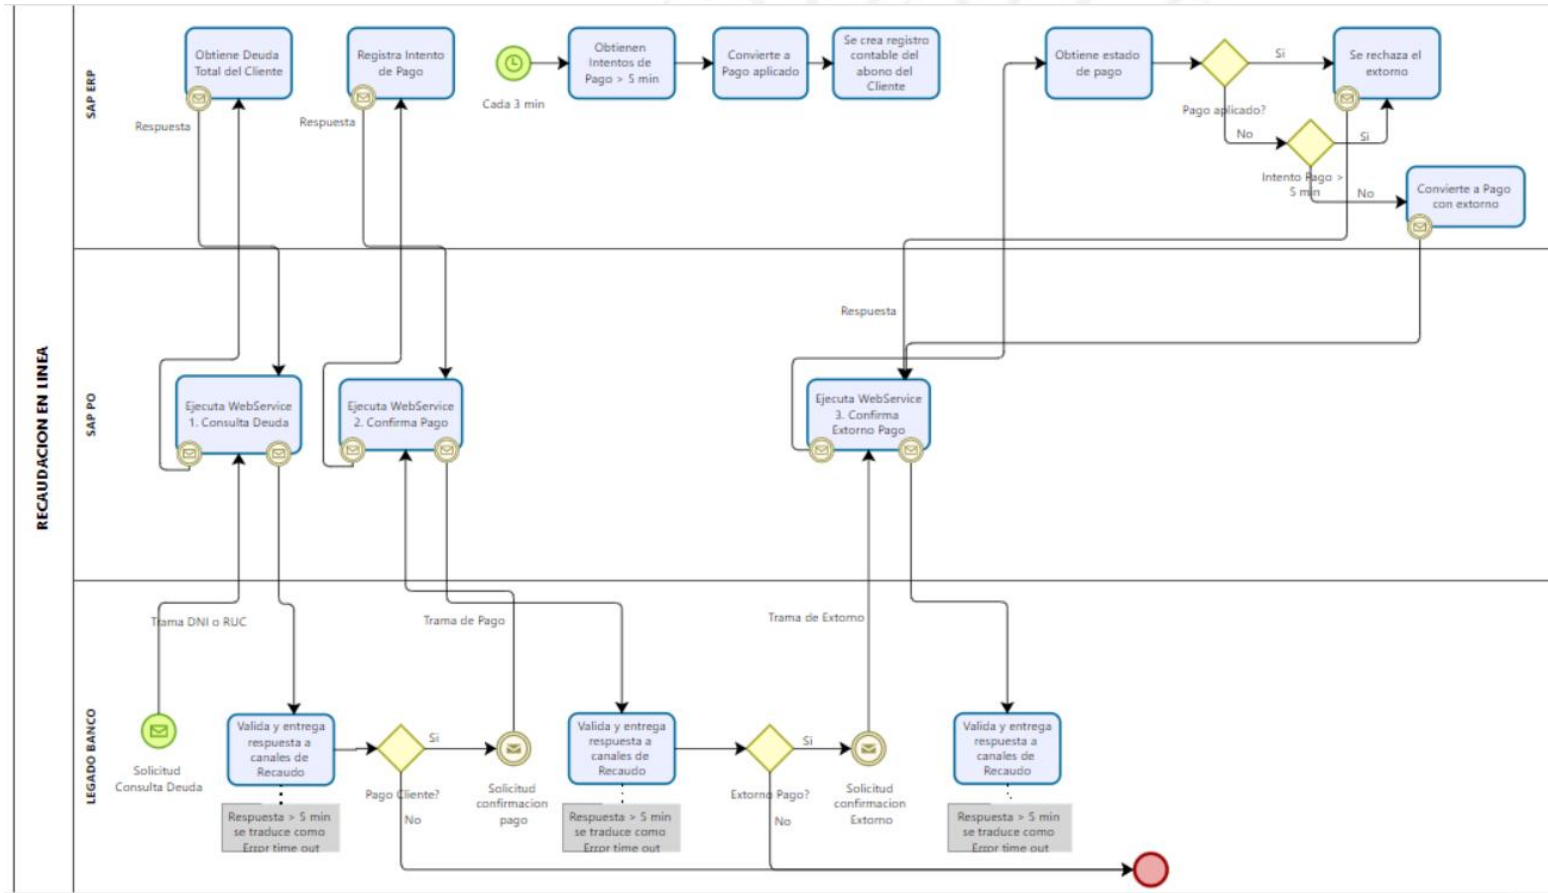 RECAUDACION EN LINEA
SAP ERP
Obtiene Deuda
Total del Cliente
Respuesta
Registra Intento
de Pago
Respuesta
Cada 3 min
Obtienen
Intentos de
Pago > 5 min
Convierte a
Pago aplicado
Se crea registro
contable del
abono del
Cliente
Obtiene estado
de pago
Pago aplicado?
Si
No
Se rechaza el
extorno
Intento Pago >
5 min
Si
No
Convierte a Pago
con extorno
SAP PO
Ejecuta WebService
1. Consulta Deuda
Ejecuta WebService
2. Confirma Pago
Respuesta
Ejecuta WebService
3. Confirma
Extorno Pago
LEGADO BANCO
Trama DNI o RUC
Solicitud
Consulta Deuda
Valida y entrega
respuesta a
canales de
Recaudo
Respuesta > 5 min
se traduce como
Error time out
Pago Cliente?
Si
No
Trama de Pago
Solicitud
confirmacion
pago
Valida y entrega
respuesta a
canales de
Recaudo
Respuesta > 5 min
se traduce como
Error time out
Extorno Pago?
Si
No
Trama de Extorno
Solicitud
confirmacion
Extorno
Valida y entrega
respuesta a
canales de
Recaudo
Respuesta > 5 min
se traduce como
Error time out